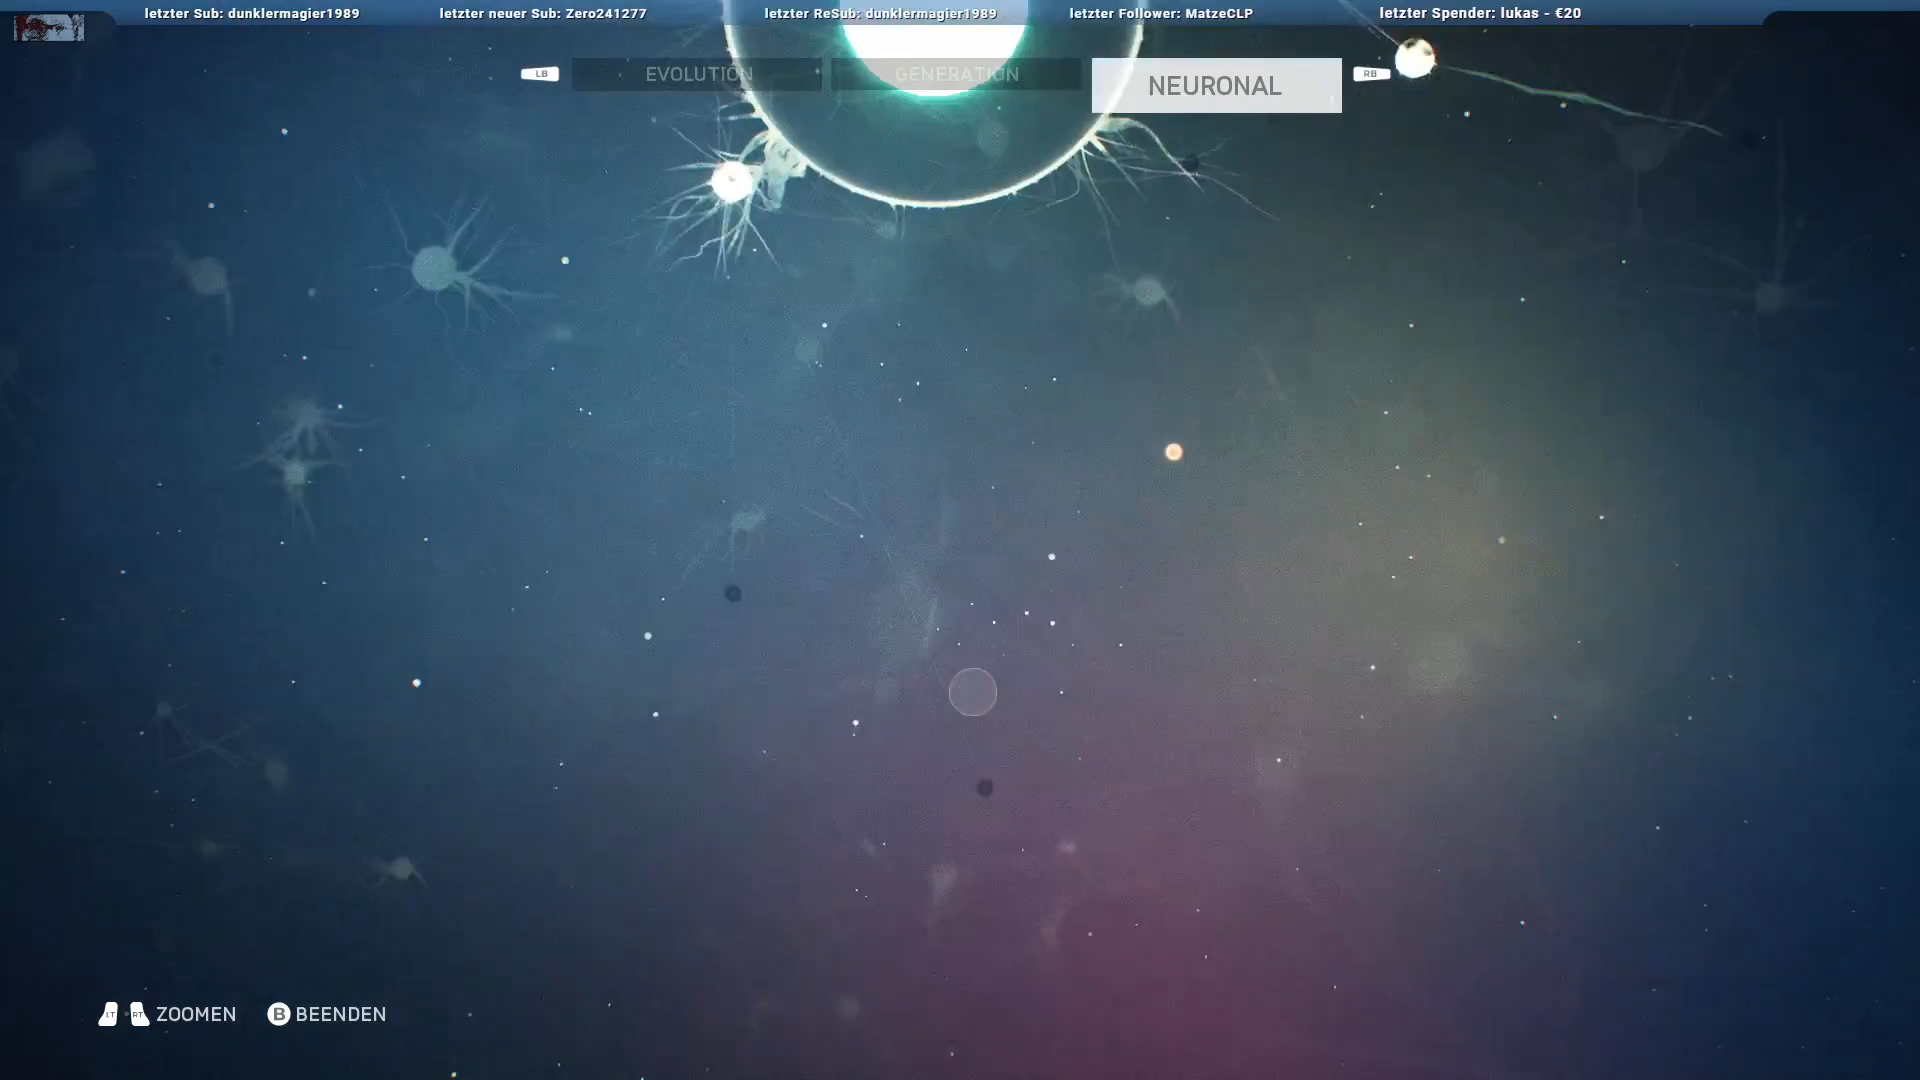 letzter Sub: dunklermagier1989
letzter neuer Sub: Zero241277
letzter ReSub: dunklermagier1989
letzter Follower: MatzeCLP
letzter Spender: lukas - €20
LB
EVOLUTION
GENERATION
NEURONAL
RB
LT
RT
ZOOMEN
B
BEENDEN